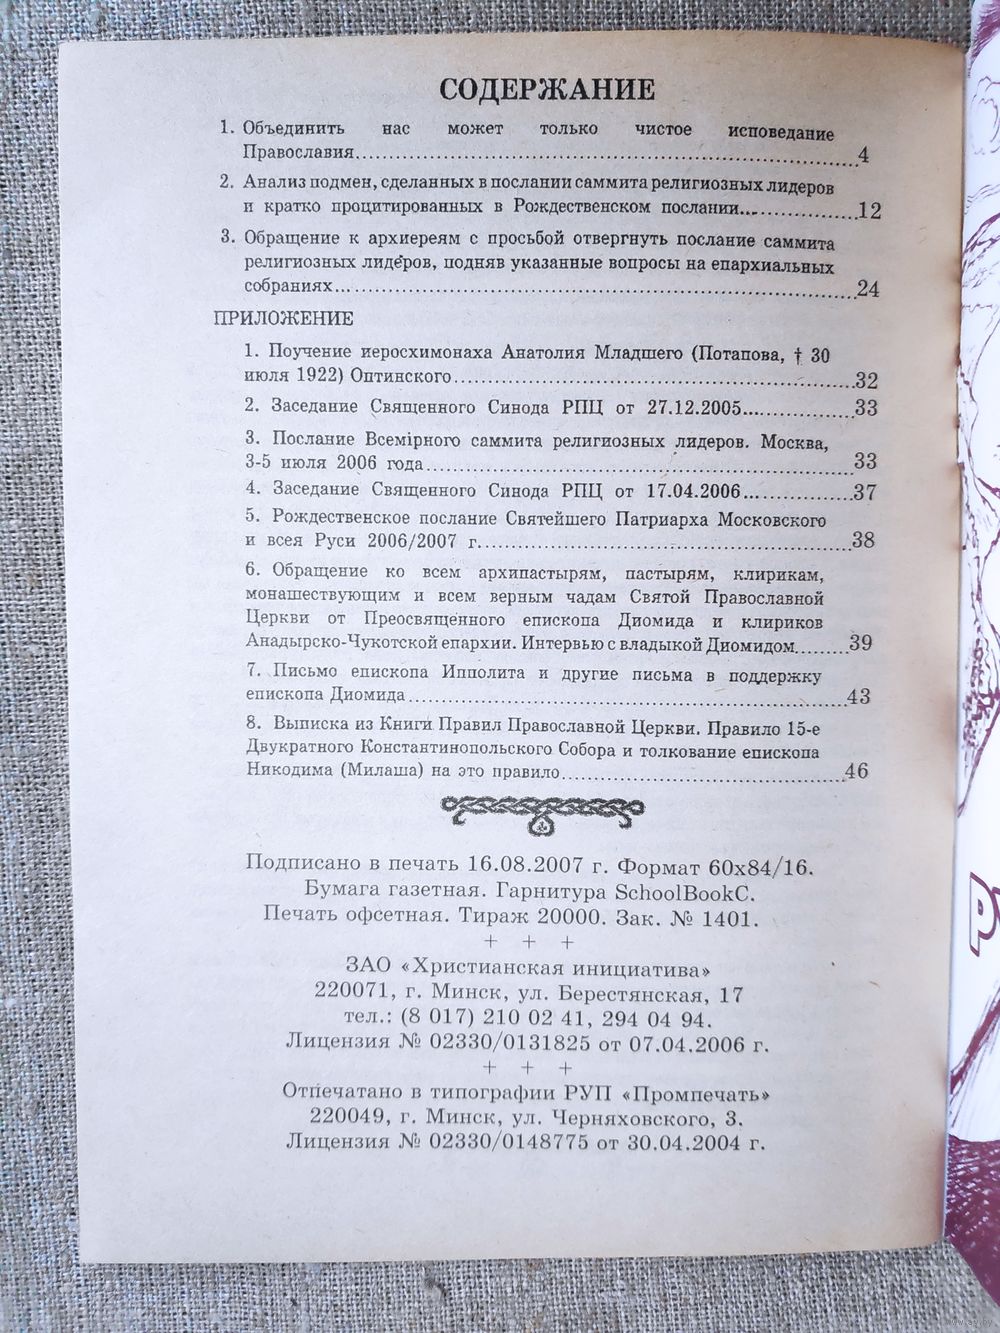 СОДЕРЖАНИЕ
1. Объединить нас может только чистое исповедание
Православия...4
2. Анализ подмен, сделанных в послании саммита религиозных лидеров
и кратко процитированных в Рождественском послании...12
3. Обращение к архиереям с просьбой отвергнуть послание саммита
религиозных лидеров, подняв указанные вопросы на епархиальных
собраниях...24
ПРИЛОЖЕНИЕ
1. Поучение иеросхимонаха Анатолия Младшего (Потапова, † 30
июля 1922) Оптинского...32
2. Заседание Священного Синода РПЦ от 27.12.2005...33
3. Послание Всемiрного саммита религиозных лидеров. Москва,
3-5 июля 2006 года...33
4. Заседание Священного Синода РПЦ от 17.04.2006...37
5. Рождественское послание Святейшего Патриарха Московского
и всея Руси 2006/2007 г...38
6. Обращение ко всем архипастырям, пастырям, клирикам,
монашествующим и всем верным чадам Святой Православной
Церкви от Преосвященного епископа Диомида и клириков
Анадырско-Чукотской епархии. Интервью с владыкой Диомидом...39
7. Письмо епископа Ипполита и другие письма в поддержку
епископа Диомида...43
8. Выписка из Книги Правил Православной Церкви. Правило 15-е
Двукратного Константинопольского Собора и толкование епископа
Никодима (Милаша) на это правило...46
Подписано в печать 16.08.2007 г. Формат 60х84/16.
Бумага газетная. Гарнитура SchoolBookC.
Печать офсетная. Тираж 20000. Зак. № 1401.
+ + +
ЗАО «Христианская инициатива»
220071, г. Минск, ул. Берестянская, 17
тел.: (8 017) 210 02 41, 294 04 94.
Лицензия № 02330/0131825 от 07.04.2006 г.
+ + +
Отпечатано в типографии РУП «Промпечать»
220049, г. Минск, ул. Черняховского, 3.
Лицензия № 02330/0148775 от 30.04.2004 г.